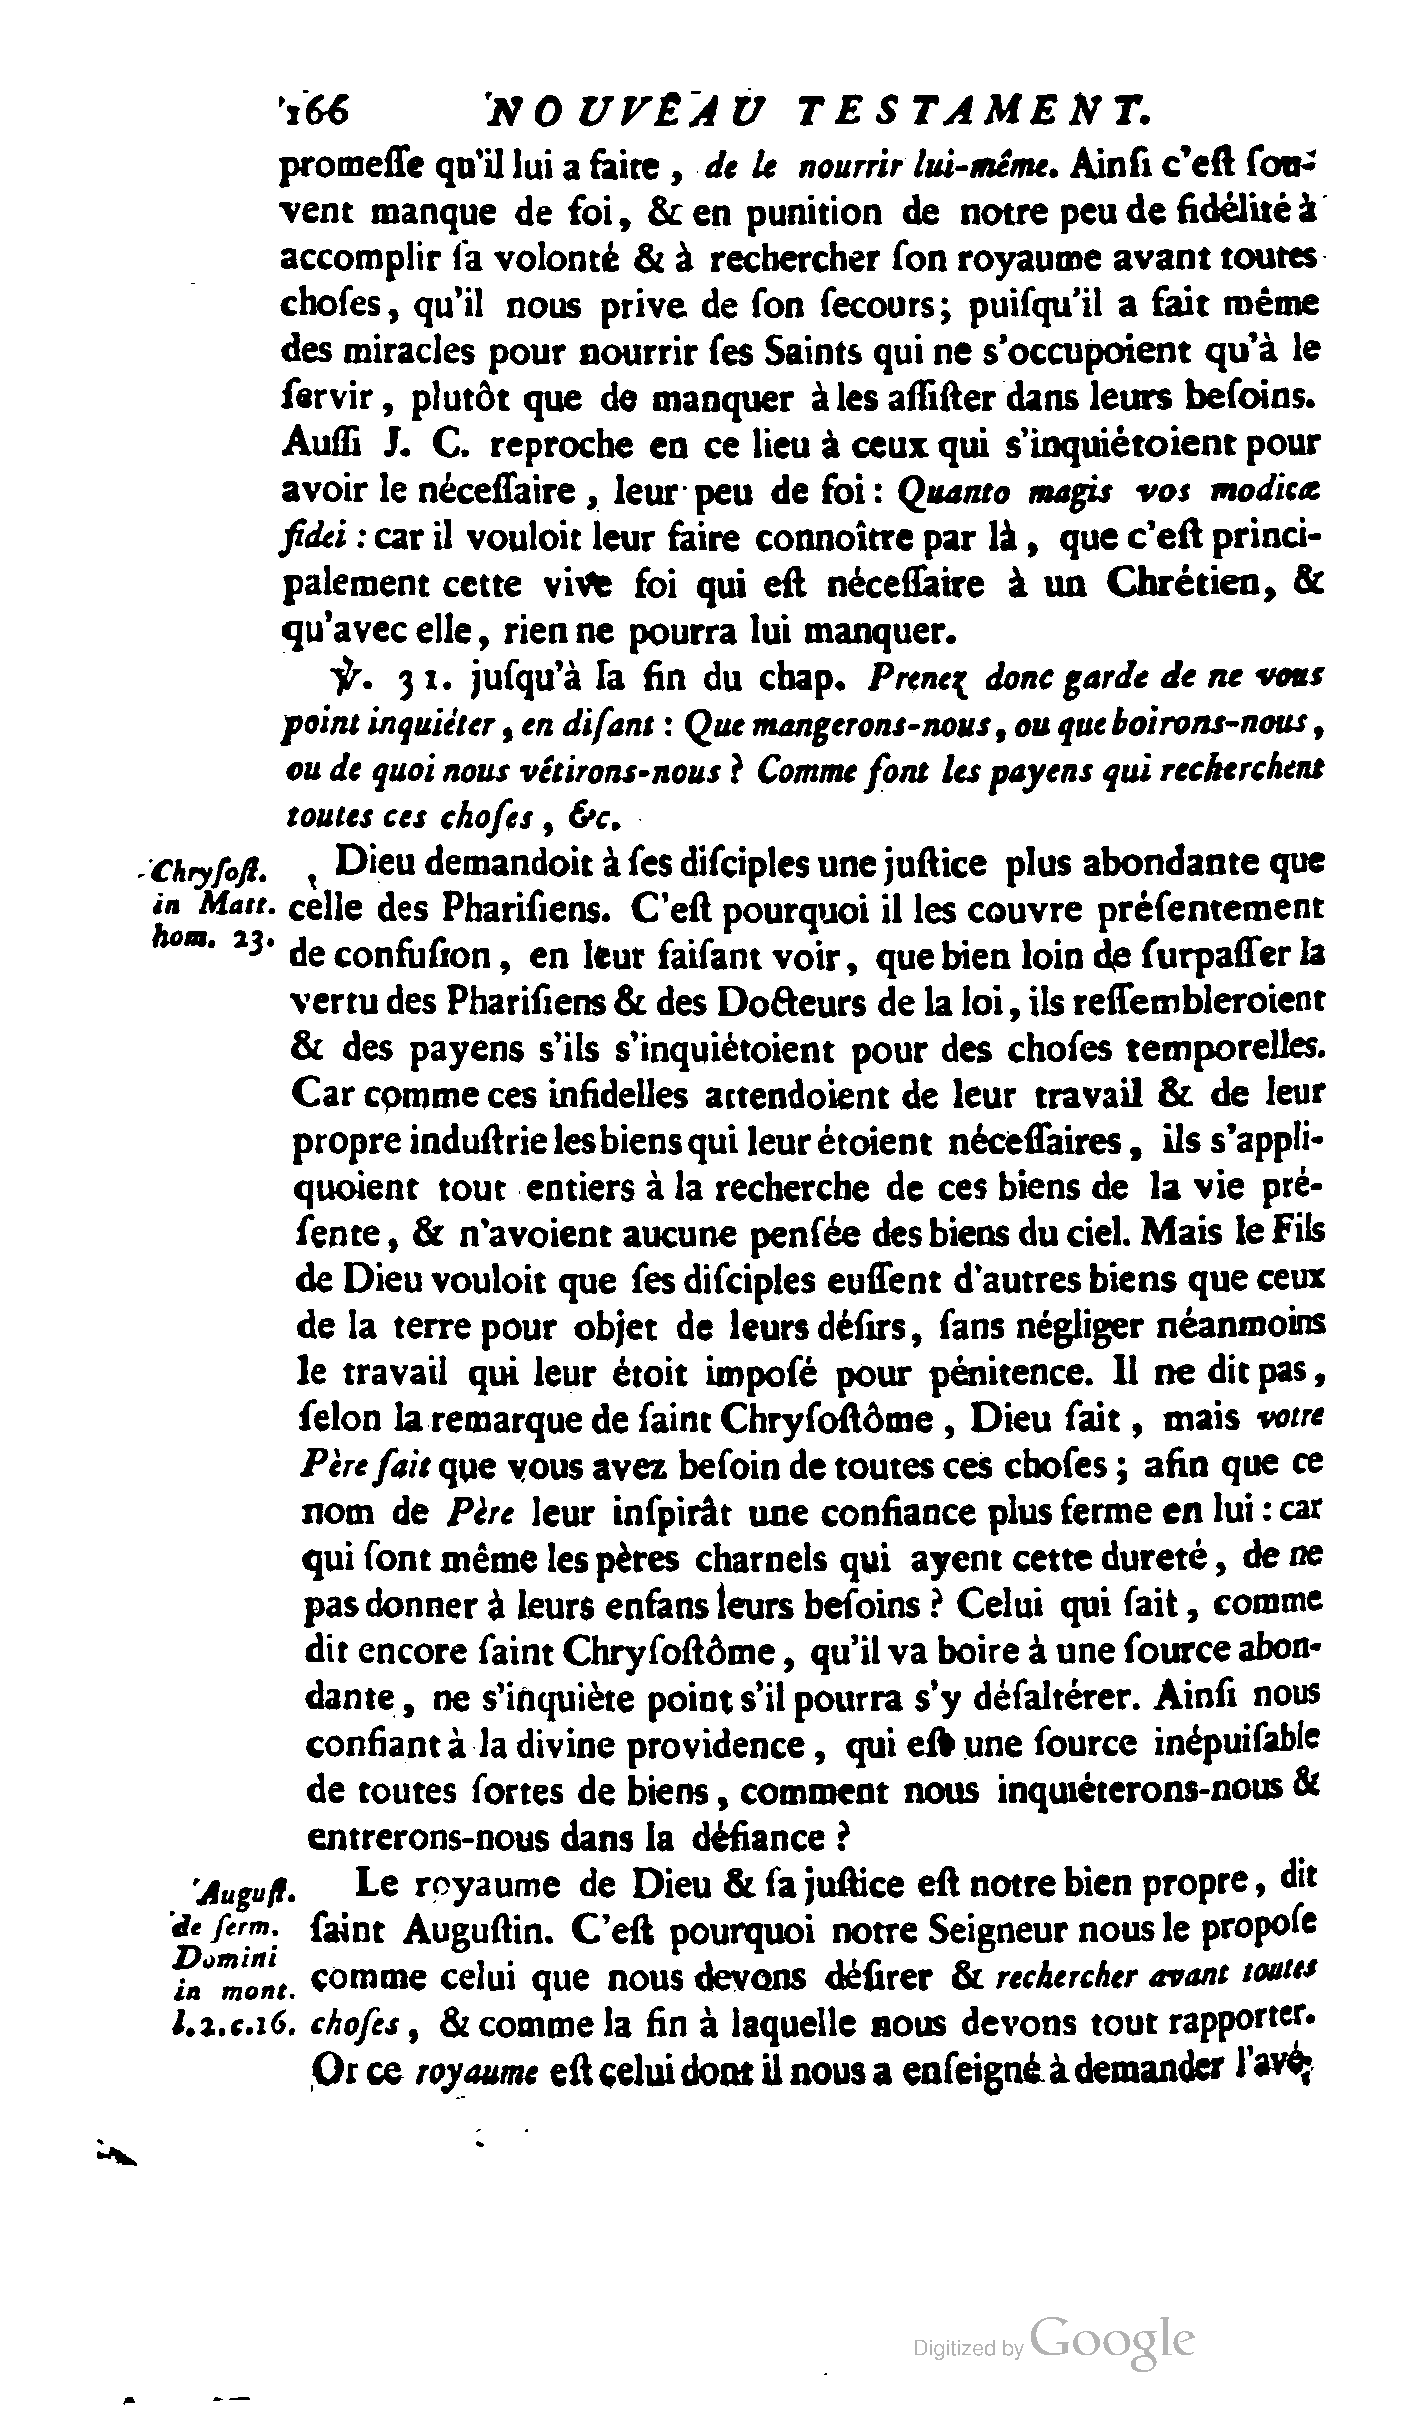 166 NOUVEAU TESTAMENT.
promeſſe qu'il lui a faite, de le nourrir lui-même. Ainſi c'eſt ſou-
vent manque de foi, & en punition de notre peu de fidélité à
accomplir ſa volonté & à rechercher ſon royaume avant toutes
choſes, qu'il nous prive de ſon ſecours; puiſqu'il a fait même
des miracles pour nourrir ſes Saints qui ne s'occupoient qu'à le
ſervir, plutôt que de manquer à les aſſiſter dans leurs beſoins.
Auſſi J. C. reproche en ce lieu à ceux qui s'inquiétoient pour
avoir le néceſſaire, leur peu de foi: Quanto magis vos modicæ
fidei: car il vouloit leur faire connoître par là, que c'eſt princi-
palement cette vive foi qui eſt néceſſaire à un Chrétien, &
qu'avec elle, rien ne pourra lui manquer.
℣. 31. juſqu'à la fin du chap. Prenez donc garde de ne vous
point inquiéter, en diſant: Que mangerons-nous, ou que boirons-nous,
ou de quoi nous vêtirons-nous? Comme ſont les payens qui recherchent
toutes ces choſes, &c.
Chryſoſt.
in Matt.
hom. 23.
Dieu demandoit à ſes diſciples une juſtice plus abondante que
celle des Phariſiens. C'eſt pourquoi il les couvre préſentement
de confuſion, en leur faiſant voir, que bien loin de ſurpaſſer la
vertu des Phariſiens & des Docteurs de la loi, ils reſſembleroient
& des payens s'ils s'inquiétoient pour des choſes temporelles.
Car comme ces infidelles attendoient de leur travail & de leur
propre induſtrie les biens qui leur étoient néceſſaires, ils s'appli-
quoient tout entiers à la recherche de ces biens de la vie pré-
ſente, & n'avoient aucune penſée des biens du ciel. Mais le Fils
de Dieu vouloit que ſes diſciples euſſent d'autres biens que ceux
de la terre pour objet de leurs déſirs, ſans négliger néanmoins
le travail qui leur étoit impoſé pour pénitence. Il ne dit pas,
ſelon la remarque de ſaint Chryſoſtôme, Dieu ſait, mais votre
Père ſait que vous avez beſoin de toutes ces choſes; afin que ce
nom de Père leur inſpirât une confiance plus ferme en lui: car
qui ſont même les pères charnels qui ayent cette dureté, de ne
pas donner à leurs enfans leurs beſoins? Celui qui ſait, comme
dit encore ſaint Chryſoſtôme, qu'il va boire à une ſource abon-
dante, ne s'inquiète point s'il pourra s'y déſaltérer. Ainſi nous
confiant à la divine providence, qui eſt une ſource inépuiſable
de toutes ſortes de biens, comment nous inquiéterons-nous &
entrerons-nous dans la défiance?
Auguſt.
de ſerm.
Domini
in mont.
l.2.c.16.
Le royaume de Dieu & ſa juſtice eſt notre bien propre, dit
ſaint Auguſtin. C'eſt pourquoi notre Seigneur nous le propoſe
comme celui que nous devons déſirer & rechercher avant toutes
choſes, & comme la fin à laquelle nous devons tout rapporter.
Or ce royaume eſt celui dont il nous a enſeigné à demander l'avé-
Digitized by Google